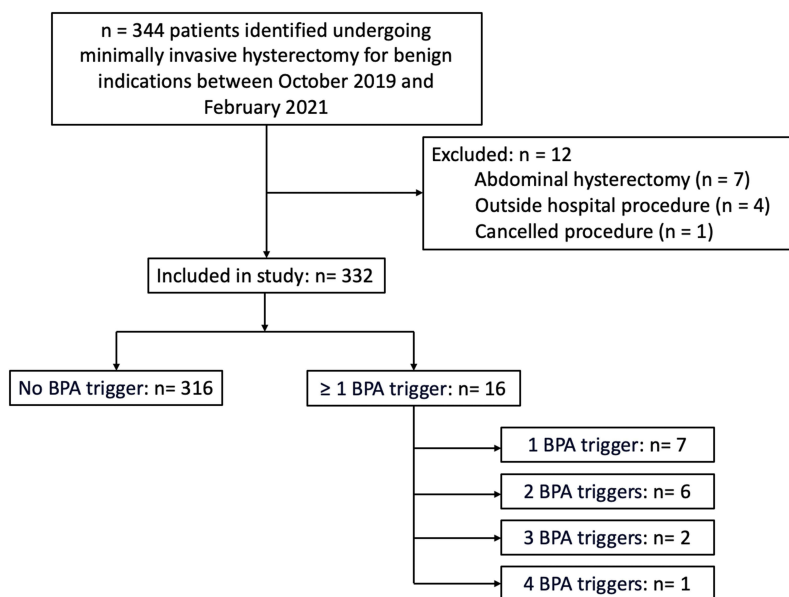 n = 344 patients identified undergoing
minimally invasive hysterectomy for benign
indications between October 2019 and
February 2021
Excluded: n = 12
Abdominal hysterectomy (n = 7)
Outside hospital procedure (n = 4)
Cancelled procedure (n = 1)
Included in study: n= 332
No BPA trigger: n= 316
≥ 1 BPA trigger: n= 16
1 BPA trigger: n= 7
2 BPA triggers: n= 6
3 BPA triggers: n= 2
4 BPA triggers: n= 1